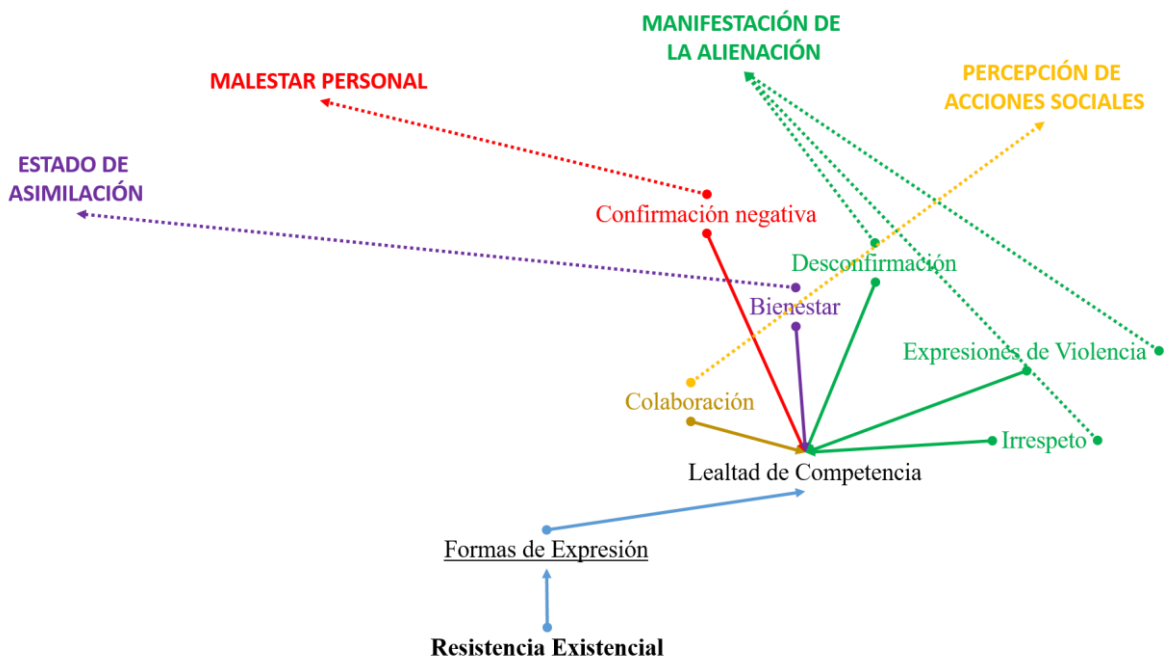 MANIFESTACIÓN DE
LA ALIENACIÓN
MALESTAR PERSONAL
PERCEPCIÓN DE
ACCIONES SOCIALES
ESTADO DE
ASIMILACIÓN
Confirmación negativa
Desconfirmación
Bienestar
Expresiones de Violencia
Colaboración
Irrespeto
Lealtad de Competencia
Formas de Expresión
Resistencia Existencial